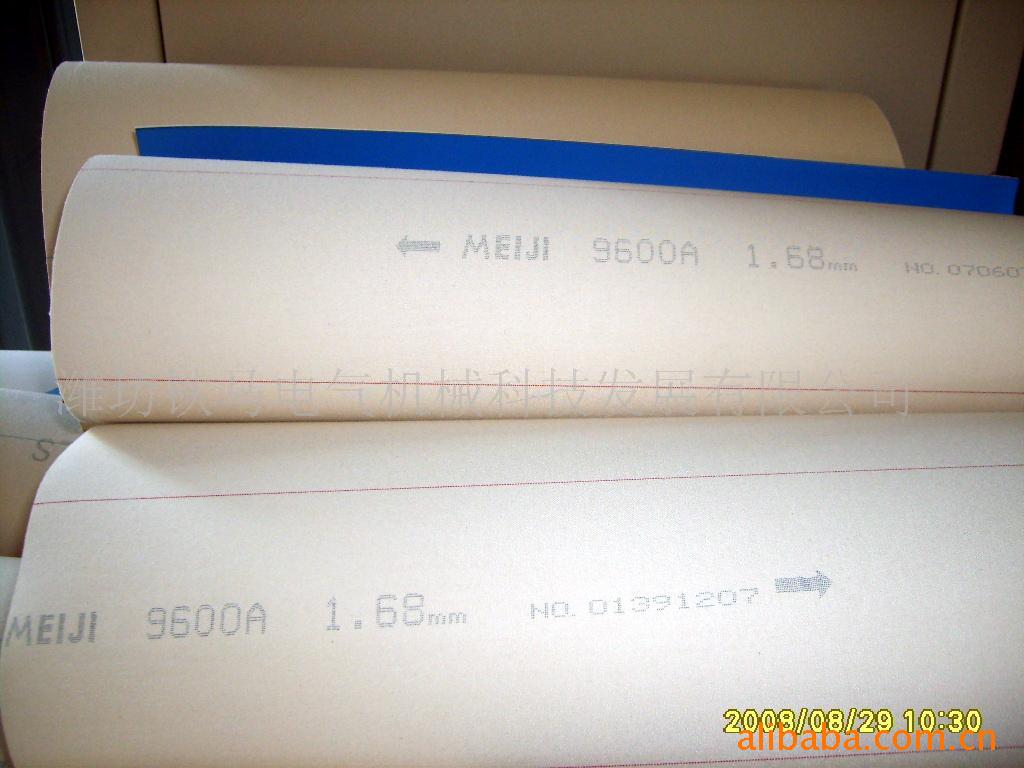 MEIJI 9600A 1.68mm NO. 070607
潍坊铁马电气机械科技发展有限公司
S
MEIJI 9600A 1.68mm NO. 01391207
2008/08/29 10:30
alibaba.com.cn